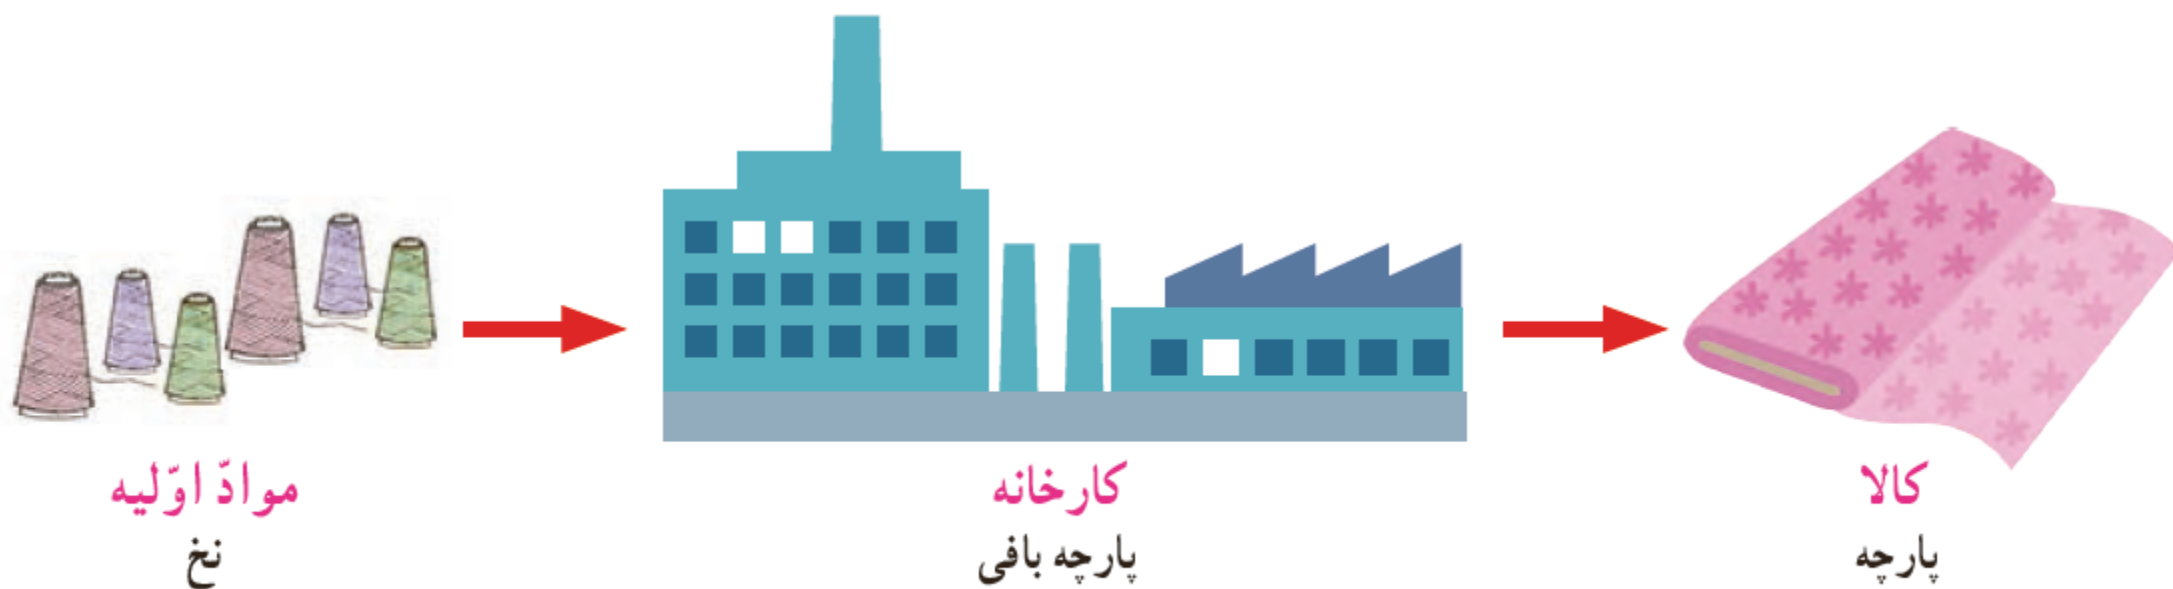 موادّ اوّلیه
نخ
کارخانه
پارچه بافی
کالا
پارچه